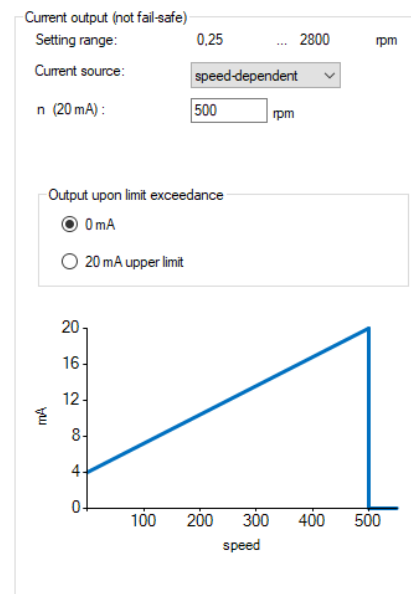 Current output (not fail-safe)
Setting range: 0,25 ... 2800 rpm
Current source: speed-dependent
n (20 mA) : 500 rpm
Output upon limit exceedance
0 mA
20 mA upper limit
20
16
12
mA
8
4
0
100 200 300 400 500
speed